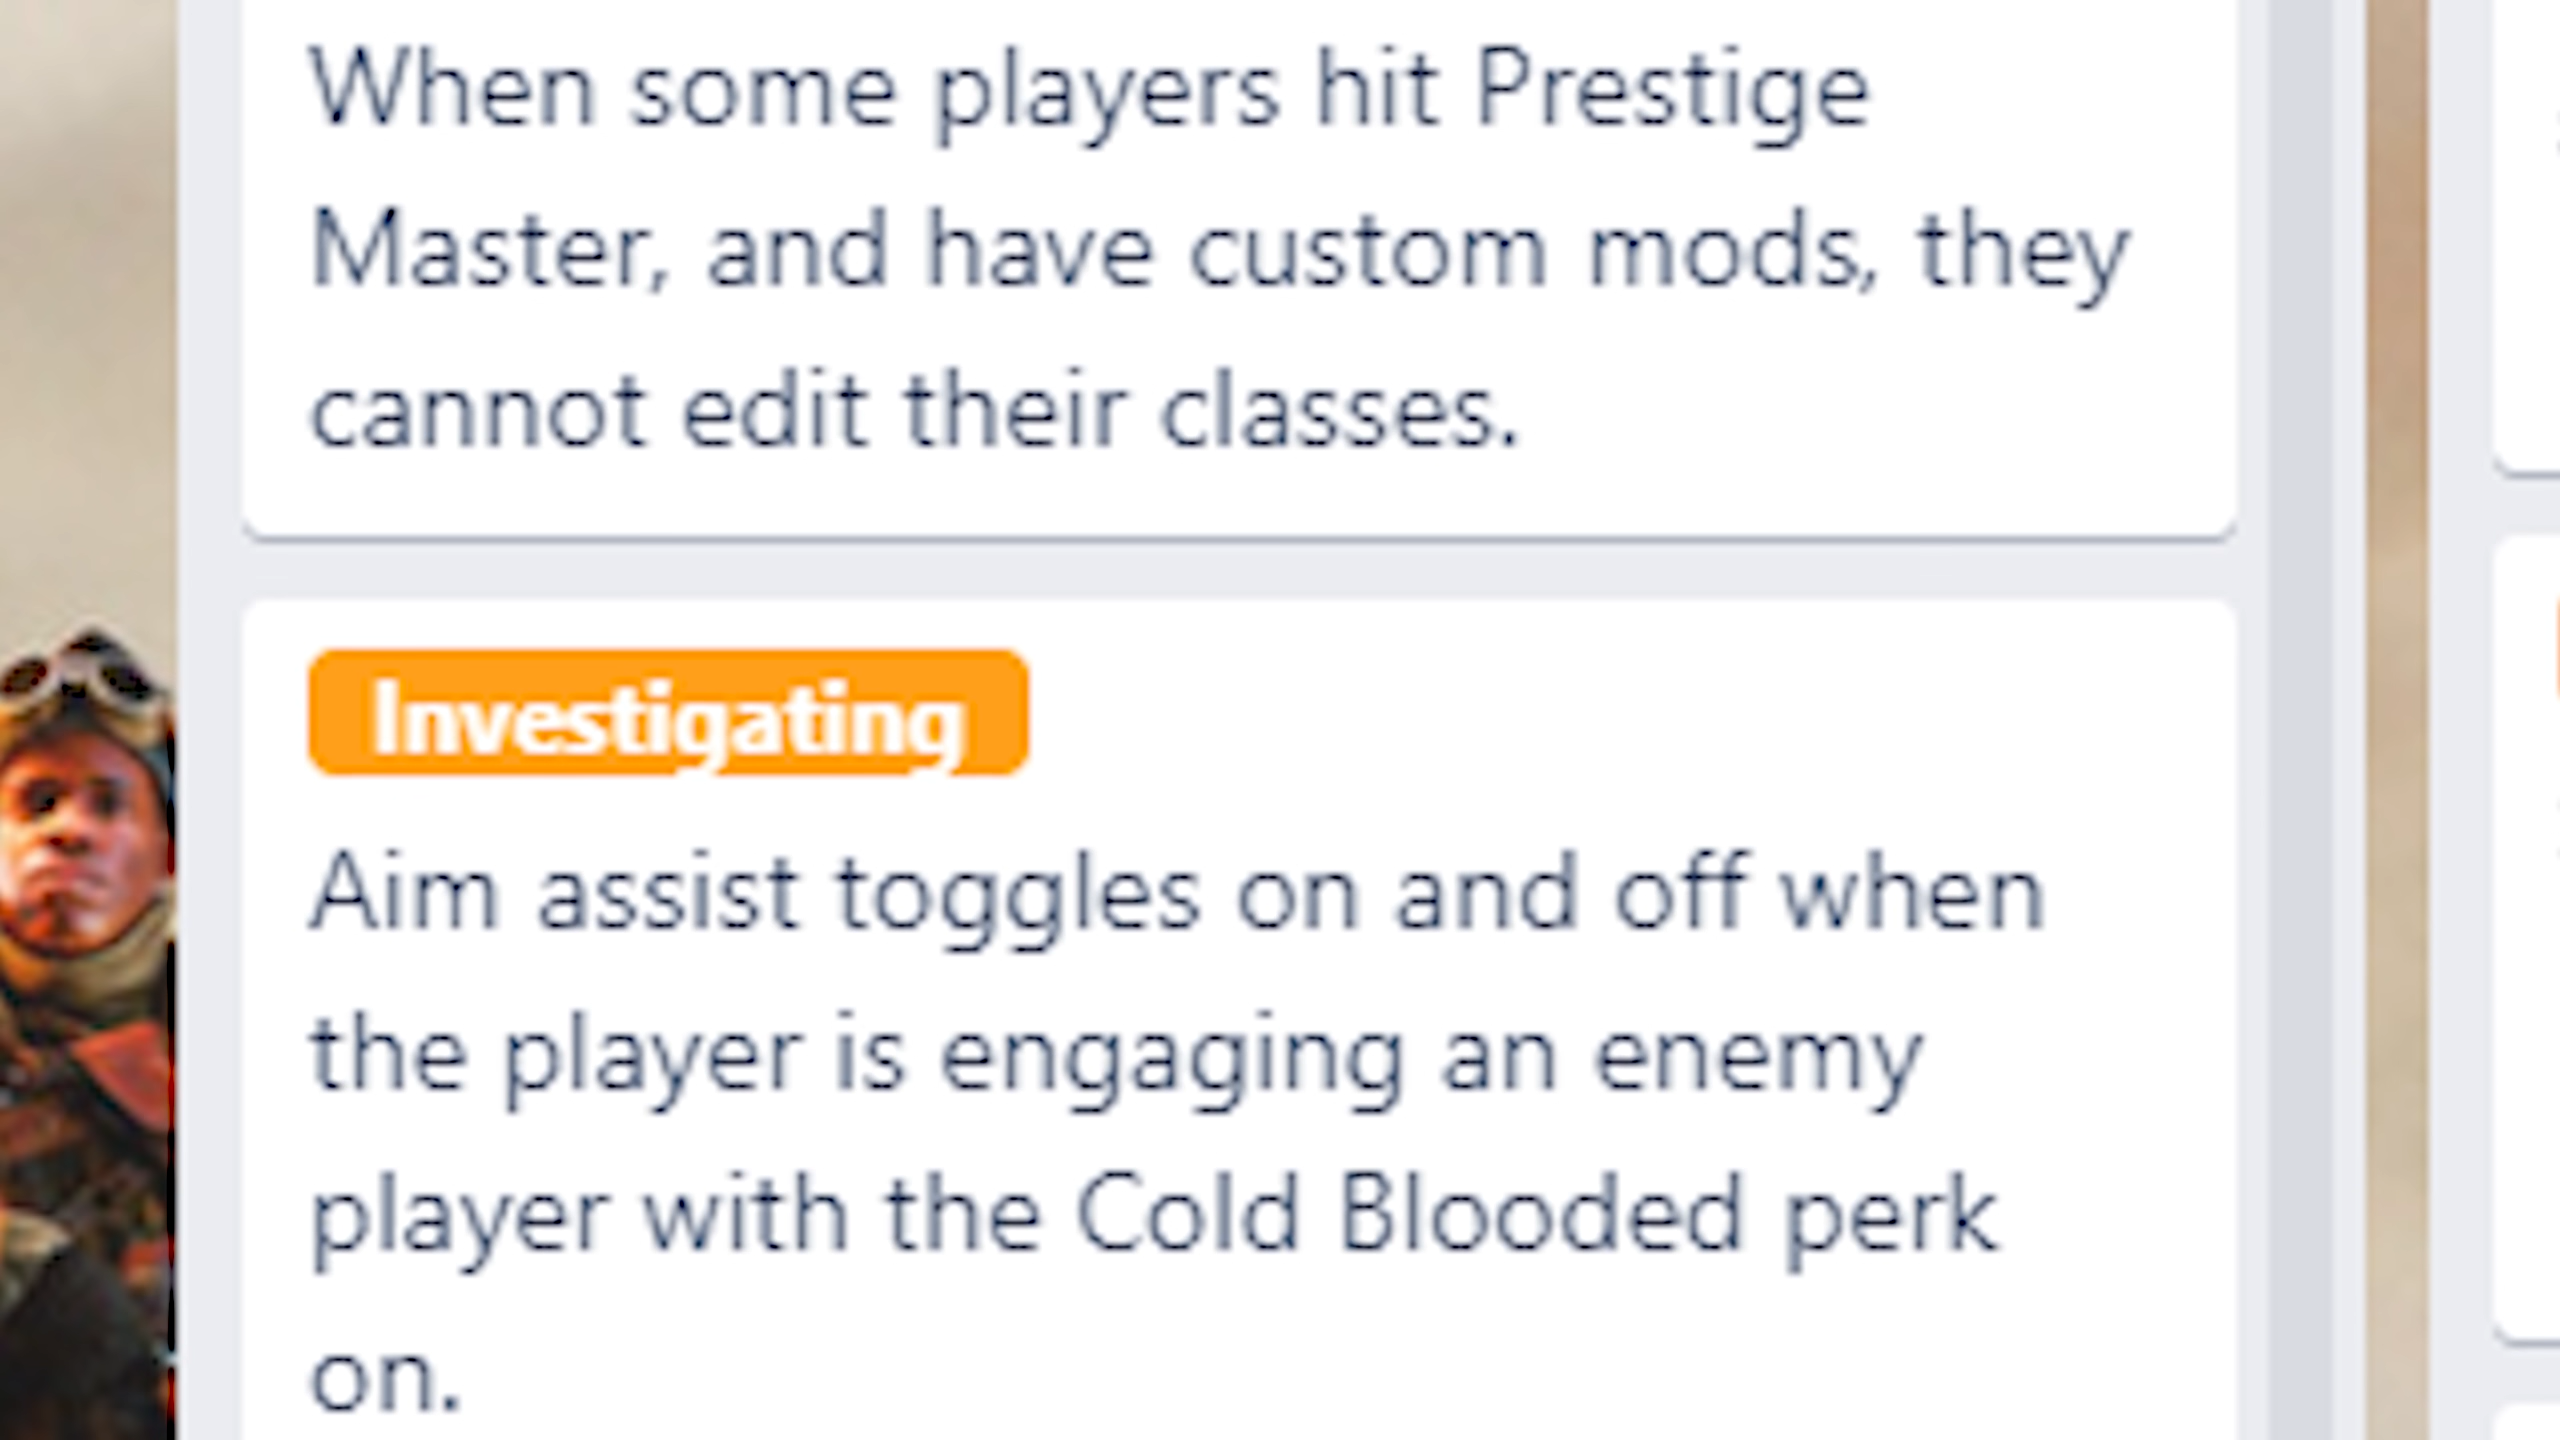 When some players hit Prestige
Master, and have custom mods, they
cannot edit their classes.
Investigating
Aim assist toggles on and off when
the player is engaging an enemy
player with the Cold Blooded perk
on.